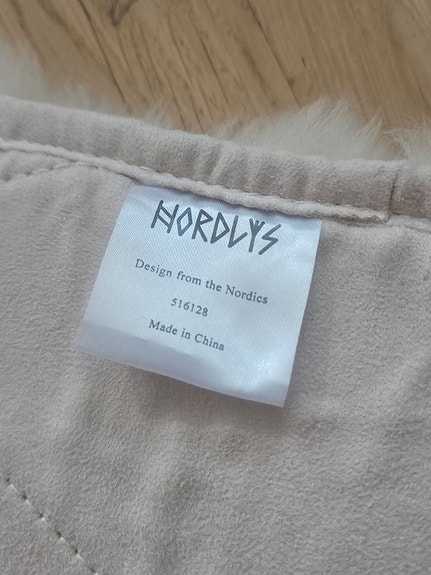 NORDLYS
Design from the Nordics
516128
Made in China